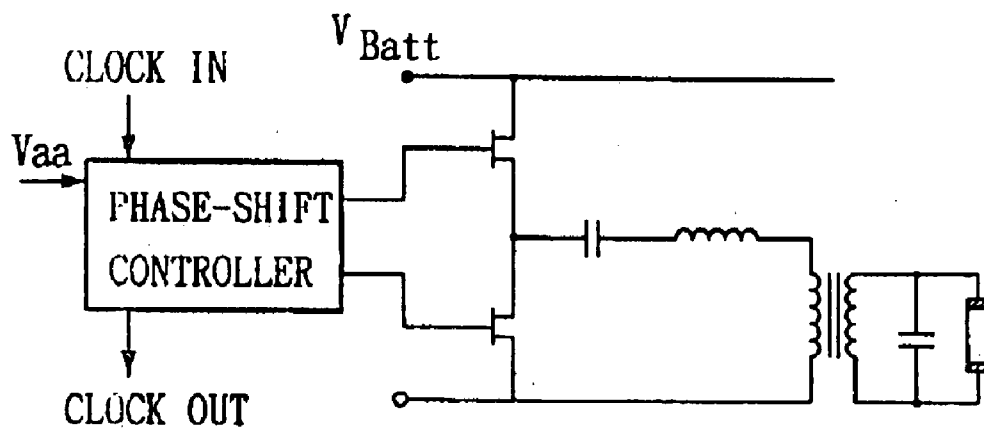 V Batt
CLOCK IN
Vaa
PHASE-SHIFT
CONTROLLER
CLOCK OUT